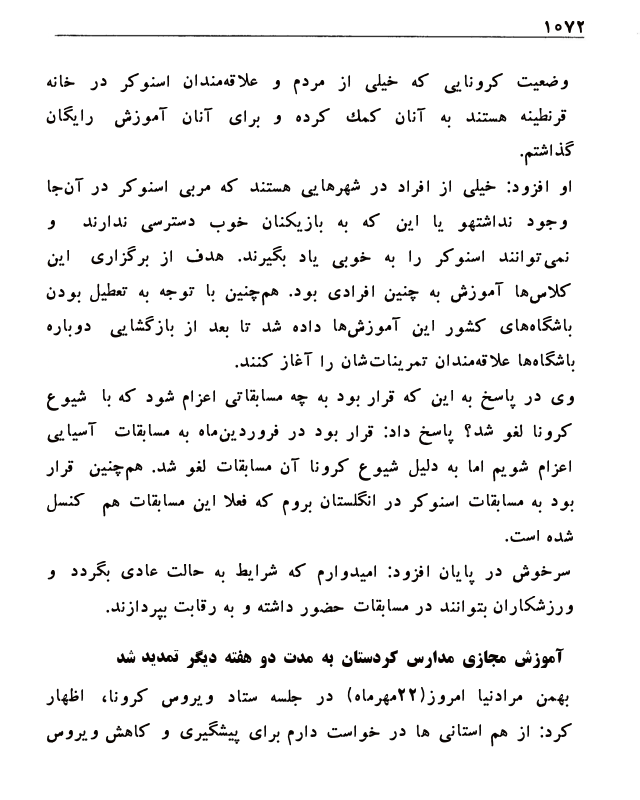 ۱۰۷۲
وضعیت کرونایی که خیلی از مردم و علاقه‌مندان اسنوکر در خانه
قرنطینه هستند به آنان کمک کرده و برای آنان آموزش رایگان
گذاشتم.
او افزود: خیلی از افراد در شهرهایی هستند که مربی اسنوکر در آن‌جا
وجود نداشتهو یا این که به بازیکنان خوب دسترسی ندارند و
نمی‌توانند اسنوکر را به خوبی یاد بگیرند. هدف از برگزاری این
کلاس‌ها آموزش به چنین افرادی بود. هم‌چنین با توجه به تعطیل بودن
باشگاه‌های کشور این آموزش‌ها داده شد تا بعد از بازگشایی دوباره
باشگاه‌ها علاقه‌مندان تمرینات‌شان را آغاز کنند.
وی در پاسخ به این که قرار بود به چه مسابقاتی اعزام شود که با شیوع
کرونا لغو شد؟ پاسخ داد: قرار بود در فروردین‌ماه به مسابقات آسیایی
اعزام شویم اما به دلیل شیوع کرونا آن مسابقات لغو شد. هم‌چنین قرار
بود به مسابقات اسنوکر در انگلستان بروم که فعلا این مسابقات هم کنسل
شده است.
سرخوش در پایان افزود: امیدوارم که شرایط به حالت عادی بگردد و
ورزشکاران بتوانند در مسابقات حضور داشته و به رقابت بپردازند.
آموزش مجازی مدارس کردستان به مدت دو هفته دیگر تمدید شد
بهمن مرادنیا امروز(۲۲مهرماه) در جلسه ستاد ویروس کرونا، اظهار
کرد: از هم استانی ها در خواست دارم برای پیشگیری و کاهش ویروس